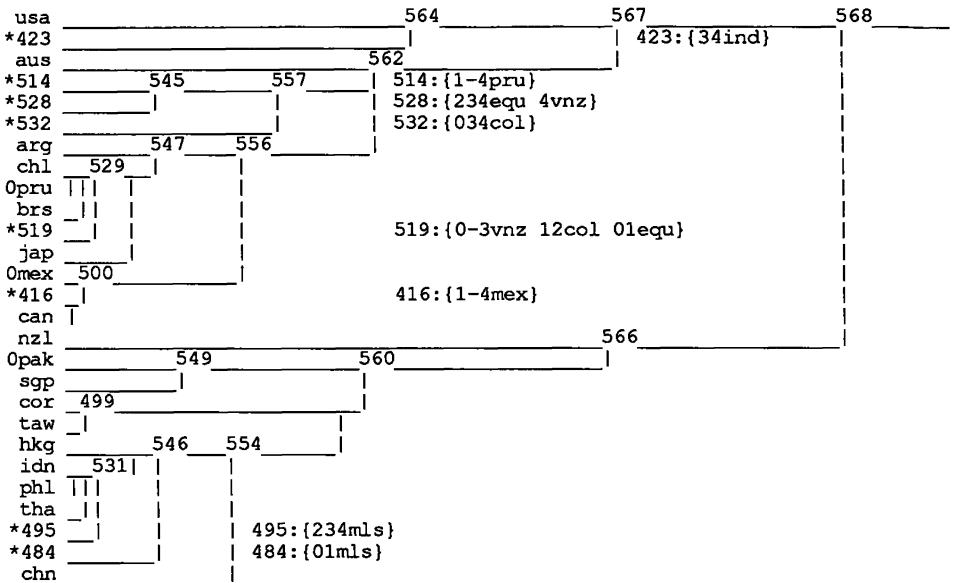 usa 564 567 568
*423 423:{34ind}
aus 562
*514 545 557 514:{1-4pru}
*528 528:{234equ 4vnz}
*532 532:{034col}
arg 547 556
chl 529
0pru
brs
*519 519:{0-3vnz 12col 01equ}
jap
0mex 500
*416 416:{1-4mex}
can
nzl 566
0pak 549 560
sgp
cor 499
taw
hkg 546 554
idn 531
phl
tha
*495 495:{234mls}
*484 484:{01mls}
chn